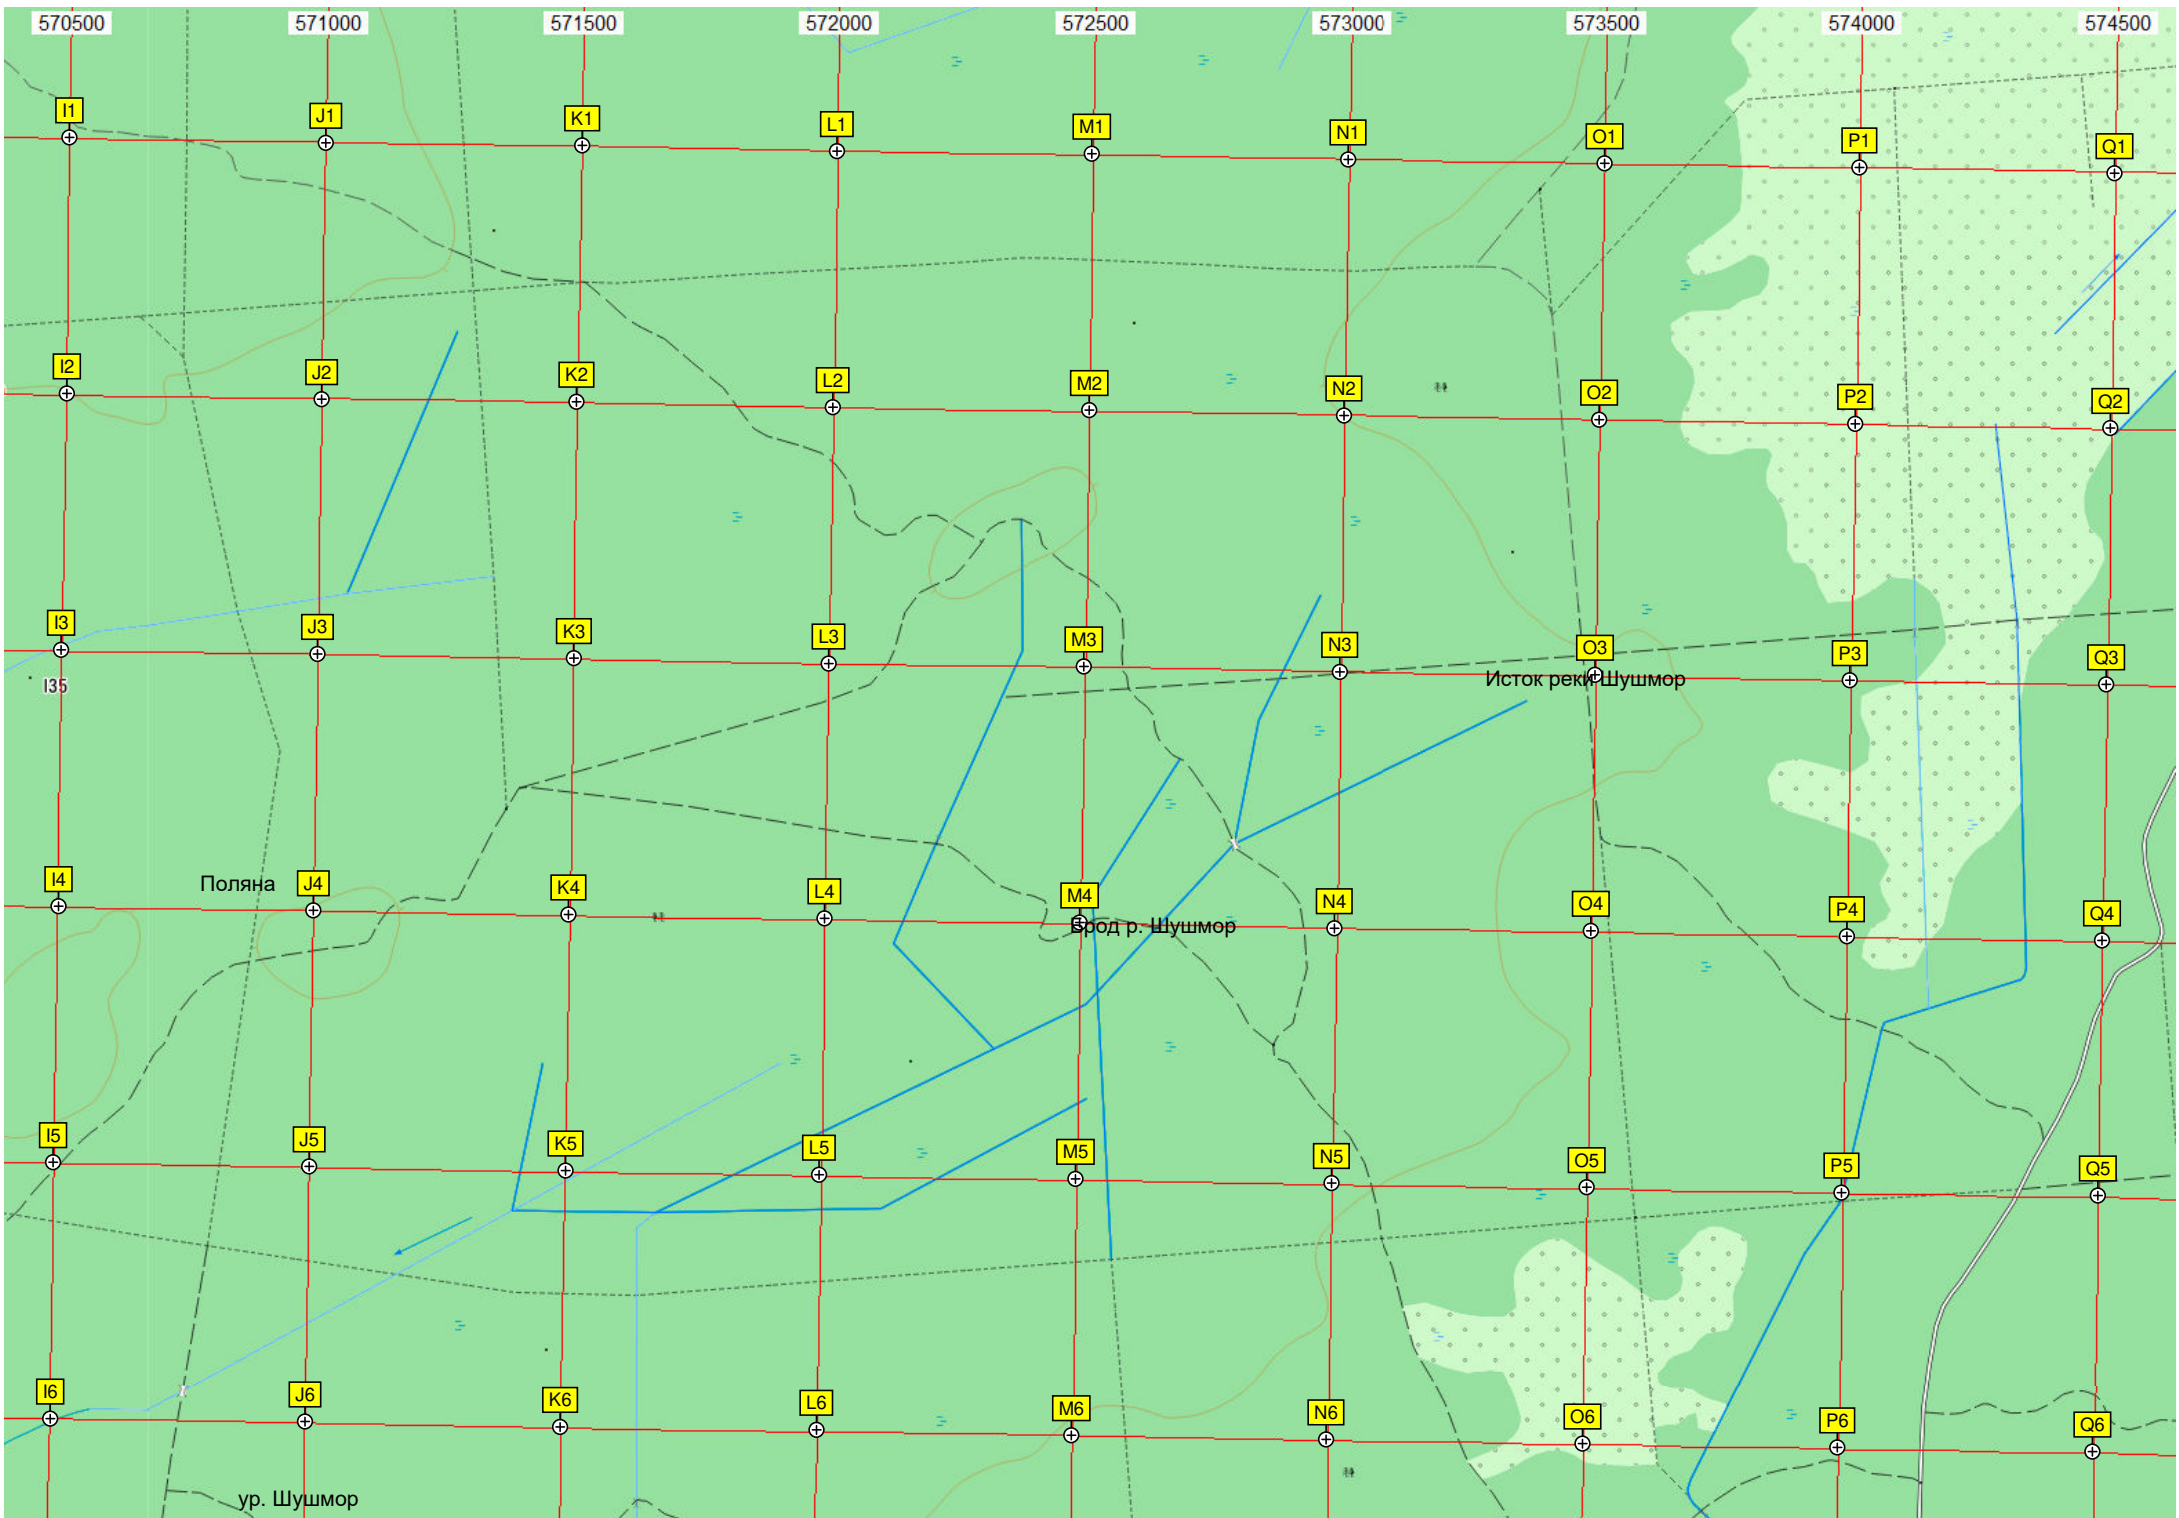 570500 571000 571500 572000 572500 573000 573500 574000 574500
I1 J1 K1 L1 M1 N1 O1 P1 Q1
I2 J2 K2 L2 M2 N2 O2 P2 Q2
I3 J3 K3 L3 M3 N3 O3 P3 Q3
Исток реки Шушмор
I35
Поляна
I4 J4 K4 L4 M4 N4 O4 P4 Q4
Брод р. Шушмор
I5 J5 K5 L5 M5 N5 O5 P5 Q5
I6 J6 K6 L6 M6 N6 O6 P6 Q6
ур. Шушмор